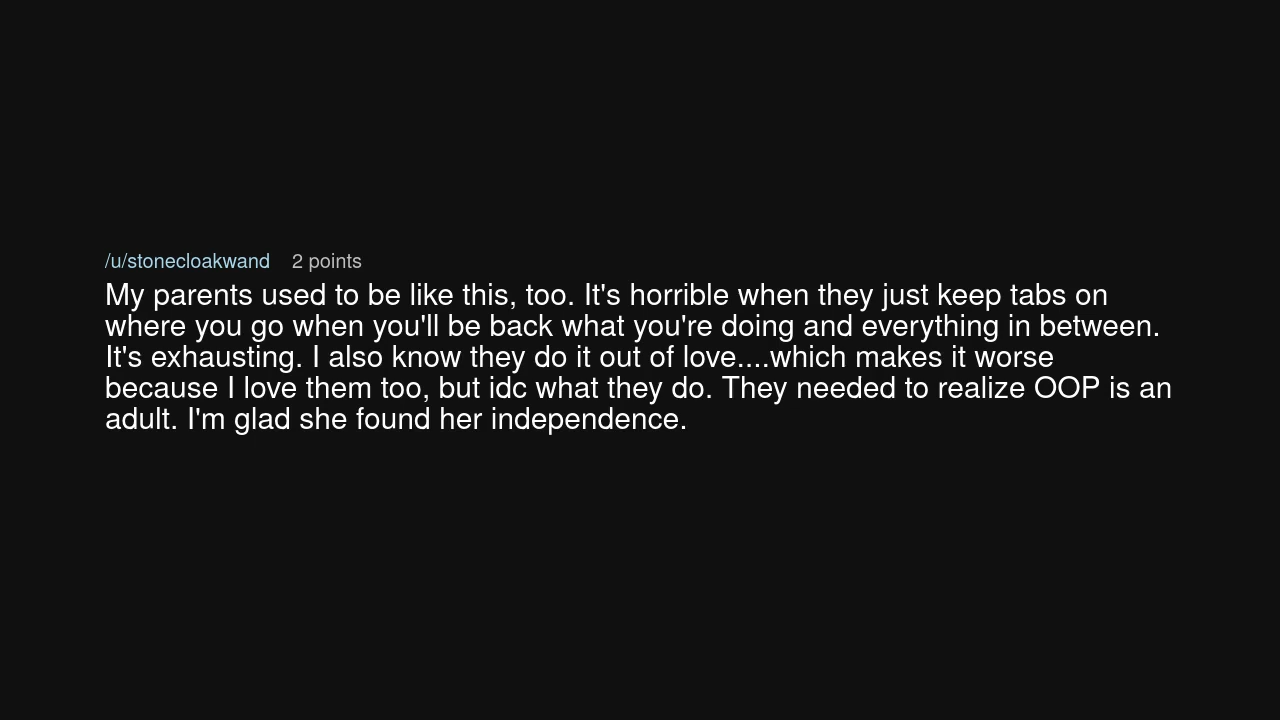 /u/stonecloakwand 2 points
My parents used to be like this, too. It's horrible when they just keep tabs on
where you go when you'll be back what you're doing and everything in between.
It's exhausting. I also know they do it out of love....which makes it worse
because I love them too, but idc what they do. They needed to realize OOP is an
adult. I'm glad she found her independence.